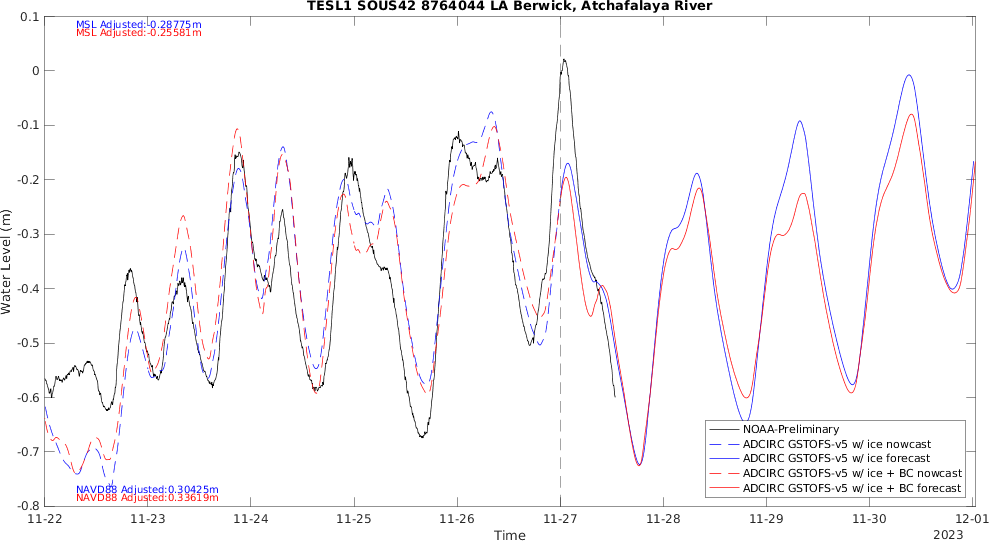 TESL1 SOUS42 8764044 LA Berwick, Atchafalaya River
MSL Adjusted:-0.28775m
MSL Adjusted:-0.25581m
Water Level (m)
0.1
0
-0.1
-0.2
-0.3
-0.4
-0.5
-0.6
-0.7
-0.8
NAVD88 Adjusted:0.30425m
NAVD88 Adjusted:0.33619m
NOAA-Preliminary
ADCIRC GSTOFS-v5 w/ ice nowcast
ADCIRC GSTOFS-v5 w/ ice forecast
ADCIRC GSTOFS-v5 w/ ice + BC nowcast
ADCIRC GSTOFS-v5 w/ ice + BC forecast
11-22 11-23 11-24 11-25 11-26 11-27 11-28 11-29 11-30 12-01
Time
2023